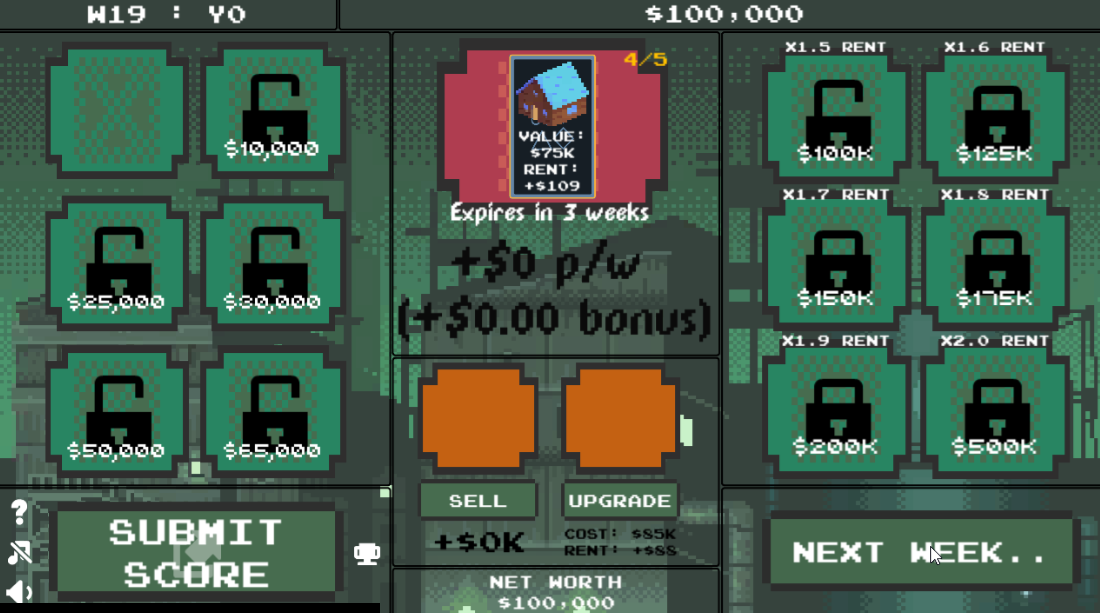 W19 : Y0
$100,000
$10,000
$25,000
$30,000
$50,000
$65,000
SUBMIT
SCORE
?
4/5
VALUE:
$75K
RENT:
+$109
Expires in 3 weeks
+$0 p/w
(+$0.00 bonus)
SELL
UPGRADE
+$0K
COST: $85K
RENT: +$88
NET WORTH
$100,000
X1.5 RENT
X1.6 RENT
$100K
$125K
X1.7 RENT
X1.8 RENT
$150K
$175K
X1.9 RENT
X2.0 RENT
$200K
$500K
NEXT WEEK..